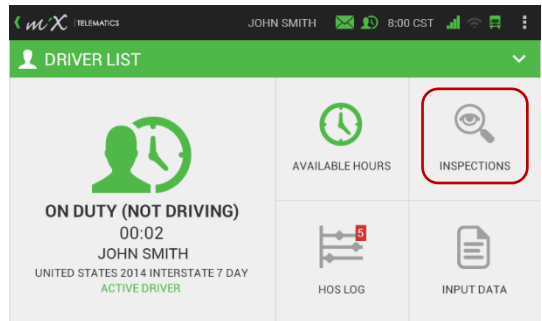 miX TELEMATICS JOHN SMITH 8:00 CST
DRIVER LIST
AVAILABLE HOURS
INSPECTIONS
ON DUTY (NOT DRIVING)
00:02
JOHN SMITH
UNITED STATES 2014 INTERSTATE 7 DAY
ACTIVE DRIVER
5
HOS LOG
INPUT DATA